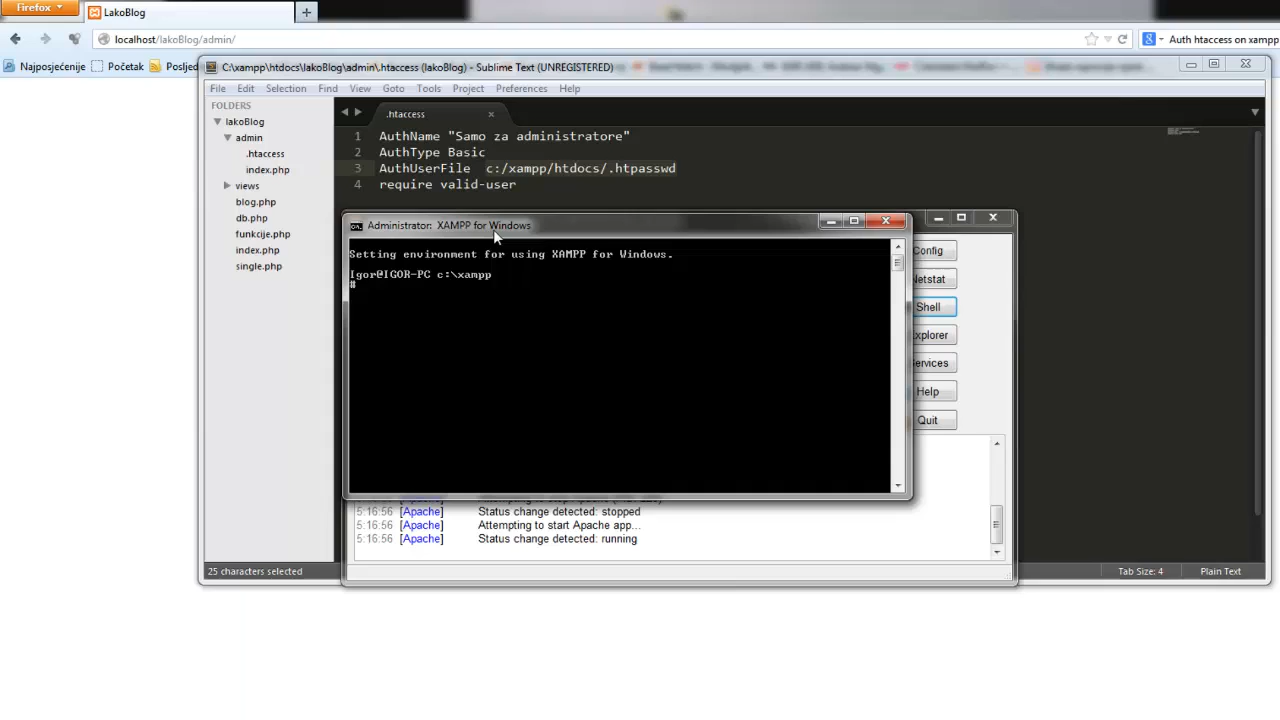 Firefox
LakoBlog
localhost/lakoBlog/admin/
Auth htaccess on xampp
Najposjećenije
Početak
Posljed
C:\xampp\htdocs\lakoBlog\admin\.htaccess (lakoBlog) - Sublime Text (UNREGISTERED)
File Edit Selection Find View Goto Tools Project Preferences Help
FOLDERS
lakoBlog
admin
.htaccess
index.php
views
blog.php
db.php
funkcije.php
index.php
single.php
.htaccess
1 AuthName "Samo za administratore"
2 AuthType Basic
3 AuthUserFile c:/xampp/htdocs/.htpasswd
4 require valid-user
Administrator: XAMPP for Windows
Setting environment for using XAMPP for Windows.
Igor@IGOR-PC c:\xampp
#
Config
Netstat
Shell
Explorer
Services
Help
Quit
[Apache]
5:16:56 [Apache] Status change detected: stopped
5:16:56 [Apache] Attempting to start Apache app...
5:16:56 [Apache] Status change detected: running
25 characters selected
Tab Size: 4
Plain Text